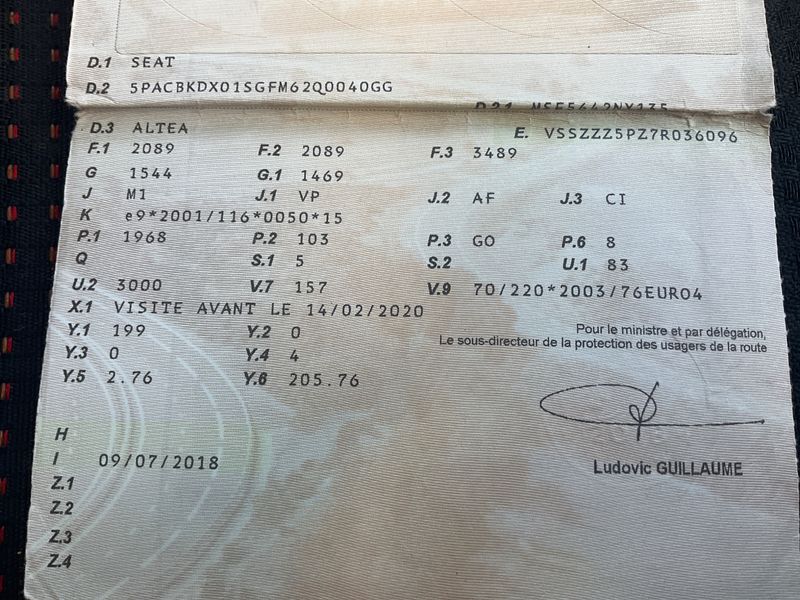 D.1 SEAT
D.2 5PACBKDX01SGFM62Q0040GG
D.3 ALTEA E. VSSZZZ5PZ7R036096
F.1 2089 F.2 2089 F.3 3489
G 1544 G.1 1469
J M1 J.1 VP J.2 AF J.3 CI
K e9*2001/116*0050*15
P.1 1968 P.2 103 P.3 GO P.6 8
Q S.1 5 S.2 U.1 83
U.2 3000 V.7 157 V.9 70/220*2003/76EURO4
X.1 VISITE AVANT LE 14/02/2020
Y.1 199 Y.2 0
Y.3 0 Y.4 4
Y.5 2.76 Y.6 205.76
Pour le ministre et par délégation,
Le sous-directeur de la protection des usagers de la route
Ludovic GUILLAUME
H
I 09/07/2018
Z.1
Z.2
Z.3
Z.4